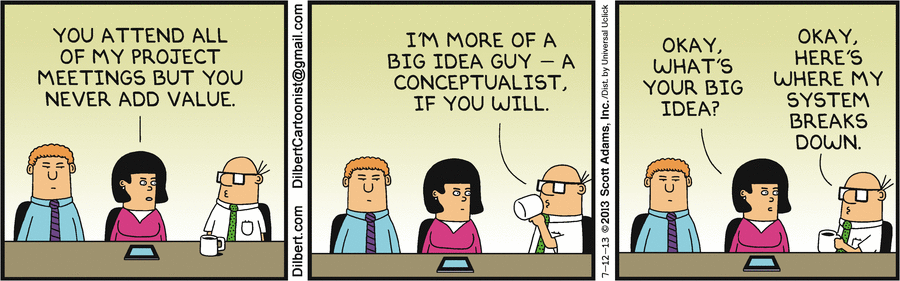 YOU ATTEND ALL
OF MY PROJECT
MEETINGS BUT YOU
NEVER ADD VALUE.
Dilbert.com DilbertCartoonist@gmail.com
I'M MORE OF A
BIG IDEA GUY – A
CONCEPTUALIST,
IF YOU WILL.
7-12-13 © 2013 Scott Adams, Inc. /Dist. by Universal Uclick
OKAY,
WHAT'S
YOUR BIG
IDEA?
OKAY,
HERE'S
WHERE MY
SYSTEM
BREAKS
DOWN.